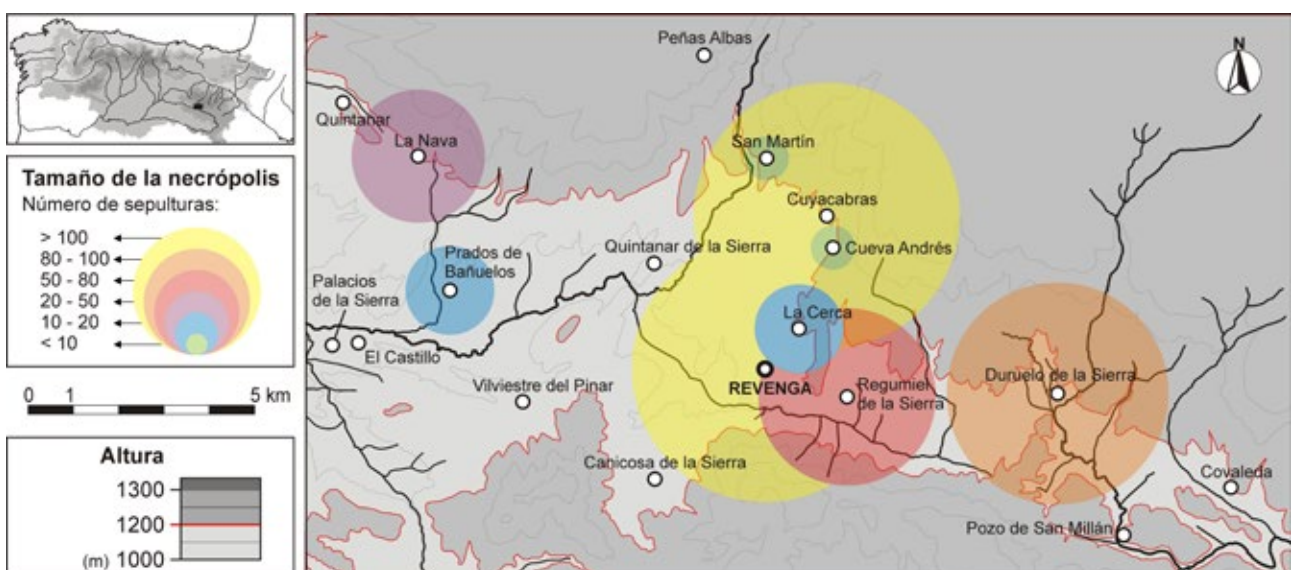 Tamaño de la necrópolis
Número de sepulturas:
> 100
80 - 100
50 - 80
20 - 50
10 - 20
< 10
0 1 5 km
Altura
1300
1200
(m) 1000
N
Peñas Albas
Quintanar
La Nava
San Martín
Cuyacabras
Cueva Andrés
Quintanar de la Sierra
Prados de
Bañuelos
Palacios
de la Sierra
El Castillo
La Cerca
REVENGA
Vilviestre del Pinar
Regumiel
de la Sierra
Duruelo de la Sierra
Canicosa de la Sierra
Covaleda
Pozo de San Millán